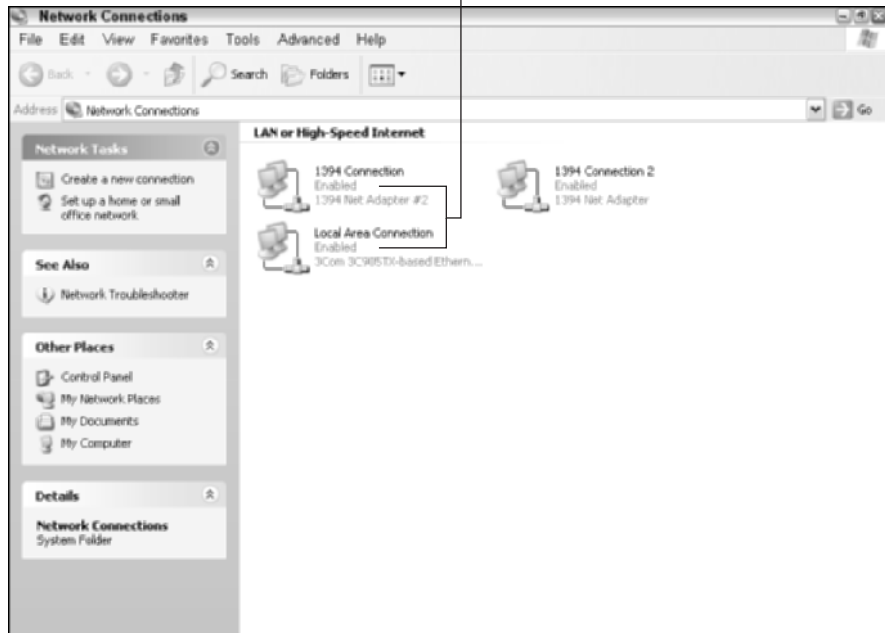 Network Connections
File Edit View Favorites Tools Advanced Help
Back Search Folders
Address Network Connections Go
Network Tasks
Create a new connection
Set up a home or small
office network
See Also
Network Troubleshooter
Other Places
Control Panel
My Network Places
My Documents
My Computer
Details
Network Connections
System Folder
LAN or High-Speed Internet
1394 Connection
Enabled
1394 Net Adapter #2
1394 Connection 2
Enabled
1394 Net Adapter
Local Area Connection
Enabled
3Com 3C905TX-based Ethern...